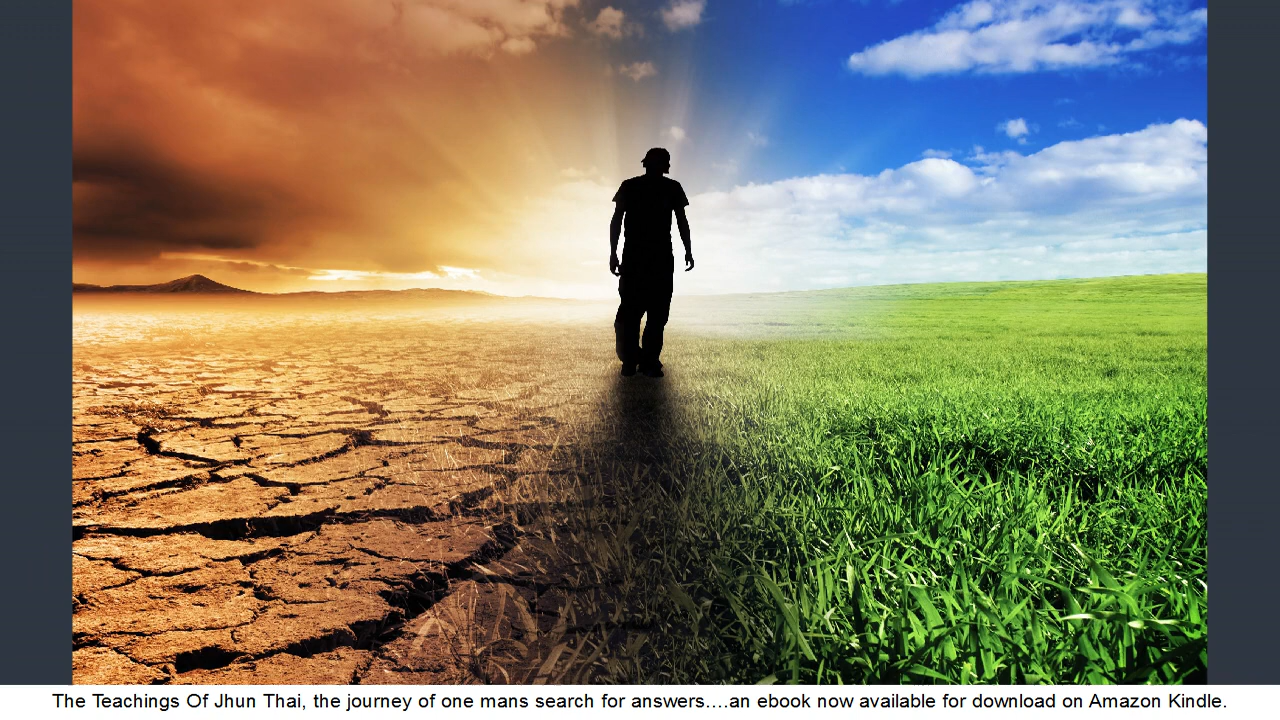 The Teachings Of Jhun Thai, the journey of one mans search for answers....an ebook now available for download on Amazon Kindle.